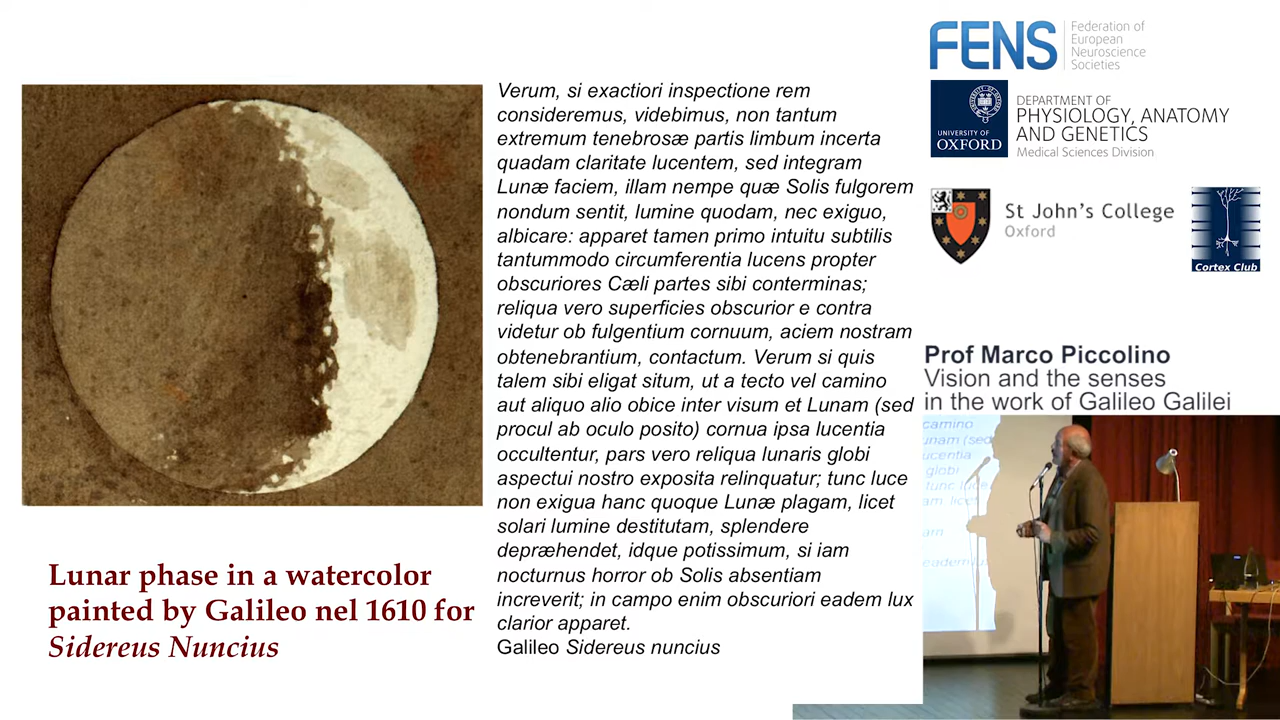 Verum, si exactiori inspectione rem
consideremus, videbimus, non tantum
extremum tenebrosæ partis limbum incerta
quadam claritate lucentem, sed integram
Lunæ faciem, illam nempe quæ Solis fulgorem
nondum sentit, lumine quodam, nec exiguo,
albicare: apparet tamen primo intuitu subtilis
tantummodo circumferentia lucens propter
obscuriores Cæli partes sibi conterminas;
reliqua vero superficies obscurior e contra
videtur ob fulgentium cornuum, aciem nostram
obtenebrantium, contactum. Verum si quis
talem sibi eligat situm, ut a tecto vel camino
aut aliquo alio obice inter visum et Lunam (sed
procul ab oculo posito) cornua ipsa lucentia
occultentur, pars vero reliqua lunaris globi
aspectui nostro exposita relinquatur; tunc luce
non exigua hanc quoque Lunæ plagam, licet
solari lumine destitutam, splendere
depræhendet, idque potissimum, si iam
nocturnus horror ob Solis absentiam
increverit; in campo enim obscuriori eadem lux
clarior apparet.
Galileo Sidereus nuncius
Lunar phase in a watercolor
painted by Galileo nel 1610 for
Sidereus Nuncius
FENS
Federation of
European
Neuroscience
Societies
UNIVERSITY OF
OXFORD
DEPARTMENT OF
PHYSIOLOGY, ANATOMY
AND GENETICS
Medical Sciences Division
St John's College
Oxford
Cortex Club
Prof Marco Piccolino
Vision and the senses
in the work of Galileo Galilei
camino
unam (sed
ucentia
globi
tunc luce
am, licet